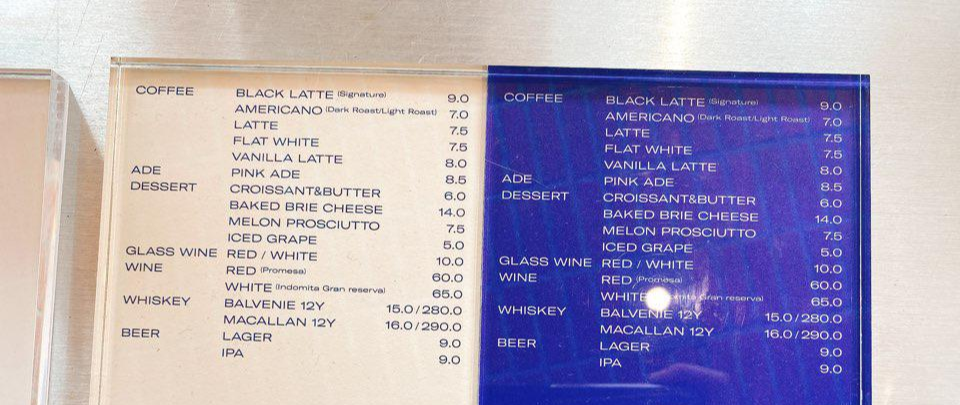 COFFEE BLACK LATTE (Signature) 9.0
AMERICANO (Dark Roast/Light Roast) 7.0
LATTE 7.5
FLAT WHITE 7.5
VANILLA LATTE 8.0
ADE PINK ADE 8.5
DESSERT CROISSANT&BUTTER 6.0
BAKED BRIE CHEESE 14.0
MELON PROSCIUTTO 7.5
ICED GRAPE 5.0
GLASS WINE RED / WHITE 10.0
WINE RED (Promesa) 60.0
WHITE (Indomita Gran reserva) 65.0
WHISKEY BALVENIE 12Y 15.0/280.0
MACALLAN 12Y 16.0/290.0
BEER LAGER 9.0
IPA 9.0
COFFEE BLACK LATTE (Signature) 9.0
AMERICANO (Dark Roast/Light Roast) 7.0
LATTE 7.5
FLAT WHITE 7.5
VANILLA LATTE 8.0
ADE PINK ADE 8.5
DESSERT CROISSANT&BUTTER 6.0
BAKED BRIE CHEESE 14.0
MELON PROSCIUTTO 7.5
ICED GRAPE 5.0
GLASS WINE RED / WHITE 10.0
WINE RED (Promesa) 60.0
WHITE Gran reserva) 65.0
WHISKEY BALVENIE 12Y 15.0/280.0
MACALLAN 12Y 16.0/290.0
BEER LAGER 9.0
IPA 9.0